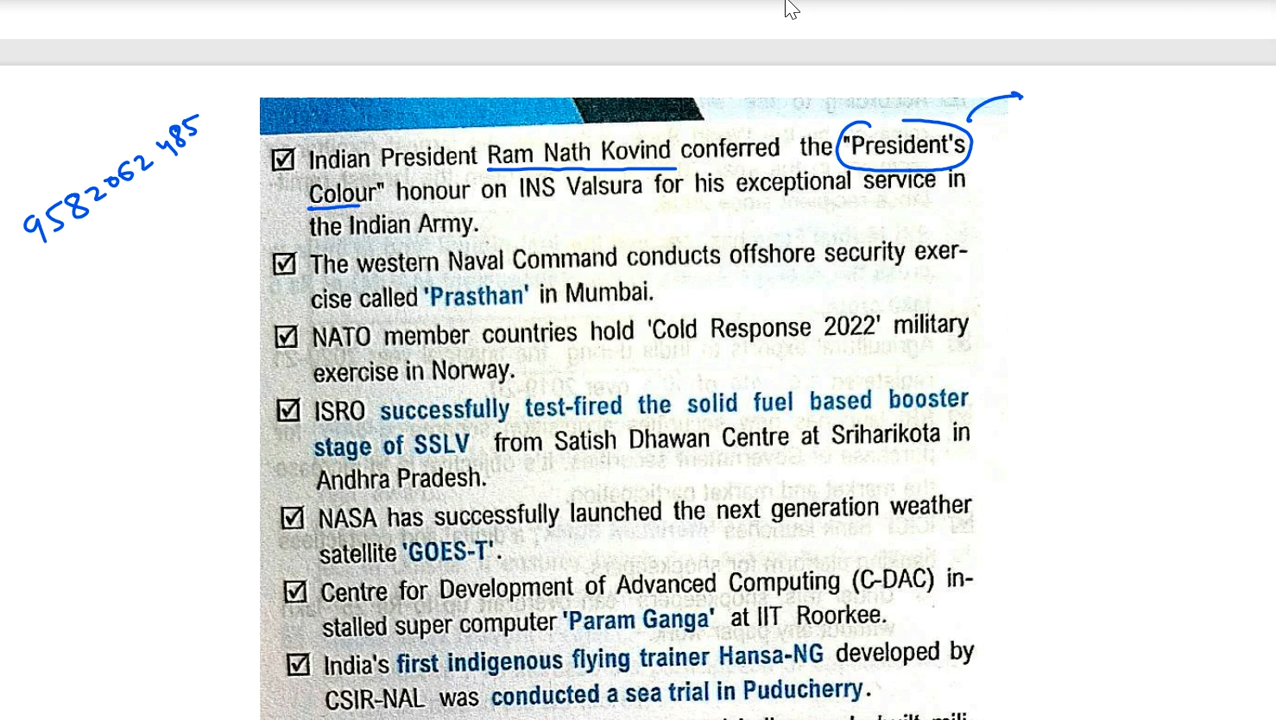 9582062485
☑ Indian President Ram Nath Kovind conferred the "President's
Colour" honour on INS Valsura for his exceptional service in
the Indian Army.
☑ The western Naval Command conducts offshore security exer-
cise called 'Prasthan' in Mumbai.
☑ NATO member countries hold 'Cold Response 2022' military
exercise in Norway.
☑ ISRO successfully test-fired the solid fuel based booster
stage of SSLV from Satish Dhawan Centre at Sriharikota in
Andhra Pradesh.
☑ NASA has successfully launched the next generation weather
satellite 'GOES-T'.
☑ Centre for Development of Advanced Computing (C-DAC) in-
stalled super computer 'Param Ganga' at IIT Roorkee.
☑ India's first indigenous flying trainer Hansa-NG developed by
CSIR-NAL was conducted a sea trial in Puducherry.